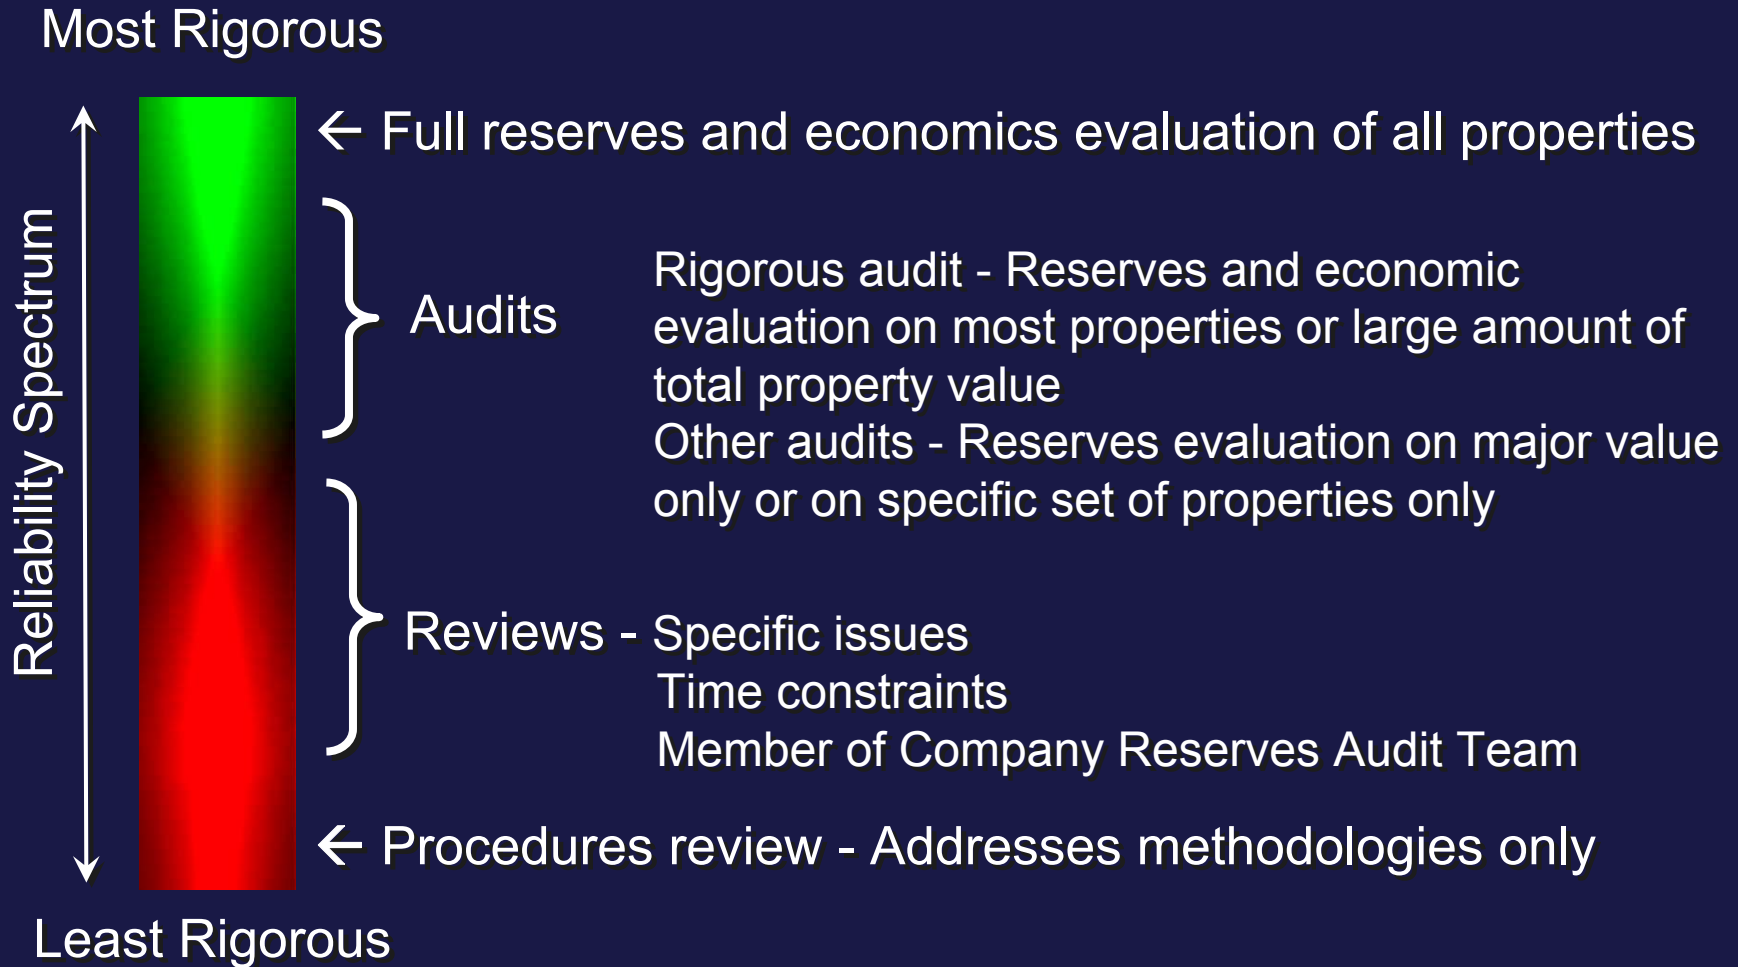 Most Rigorous
Reliability Spectrum
← Full reserves and economics evaluation of all properties
Audits
Rigorous audit - Reserves and economic
evaluation on most properties or large amount of
total property value
Other audits - Reserves evaluation on major value
only or on specific set of properties only
Reviews - Specific issues
Time constraints
Member of Company Reserves Audit Team
← Procedures review - Addresses methodologies only
Least Rigorous